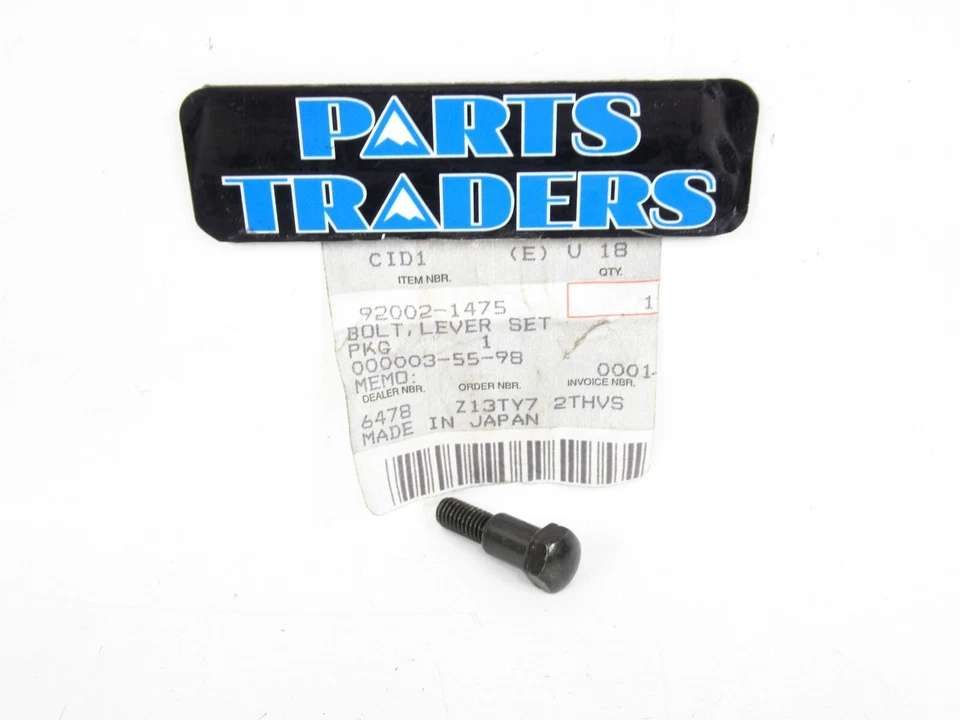 PARTS
TRADERS
CID1 (E) U 18
ITEM NBR. QTY.
92002-1475 1
BOLT, LEVER SET
PKG 1
000003-55-98
MEMO: 0001
DEALER NBR. ORDER NBR. INVOICE NBR.
6478 Z13TY7 2THVS
MADE IN JAPAN